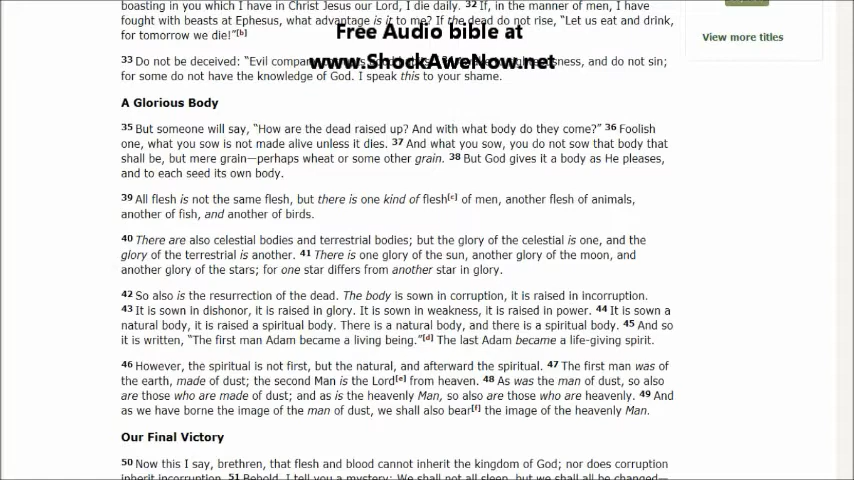 boasting in you which I have in Christ Jesus our Lord, I die daily. 32 If, in the manner of men, I have
fought with beasts at Ephesus, what advantage is it to me? If the dead do not rise, “Let us eat and drink,
for tomorrow we die!”[b]
Free Audio bible at
www.ShockAweNow.net
View more titles
33 Do not be deceived: “Evil company
to righteousness, and do not sin;
for some do not have the knowledge of God. I speak this to your shame.
A Glorious Body
35 But someone will say, “How are the dead raised up? And with what body do they come?” 36 Foolish
one, what you sow is not made alive unless it dies. 37 And what you sow, you do not sow that body that
shall be, but mere grain—perhaps wheat or some other grain. 38 But God gives it a body as He pleases,
and to each seed its own body.
39 All flesh is not the same flesh, but there is one kind of flesh[c] of men, another flesh of animals,
another of fish, and another of birds.
40 There are also celestial bodies and terrestrial bodies; but the glory of the celestial is one, and the
glory of the terrestrial is another. 41 There is one glory of the sun, another glory of the moon, and
another glory of the stars; for one star differs from another star in glory.
42 So also is the resurrection of the dead. The body is sown in corruption, it is raised in incorruption.
43 It is sown in dishonor, it is raised in glory. It is sown in weakness, it is raised in power. 44 It is sown a
natural body, it is raised a spiritual body. There is a natural body, and there is a spiritual body. 45 And so
it is written, “The first man Adam became a living being.”[d] The last Adam became a life-giving spirit.
46 However, the spiritual is not first, but the natural, and afterward the spiritual. 47 The first man was of
the earth, made of dust; the second Man is the Lord[e] from heaven. 48 As was the man of dust, so also
are those who are made of dust; and as is the heavenly Man, so also are those who are heavenly. 49 And
as we have borne the image of the man of dust, we shall also bear[f] the image of the heavenly Man.
Our Final Victory
50 Now this I say, brethren, that flesh and blood cannot inherit the kingdom of God; nor does corruption
inherit incorruption. 51 Behold, I tell you a mystery: We shall not all sleep, but we shall all be changed—